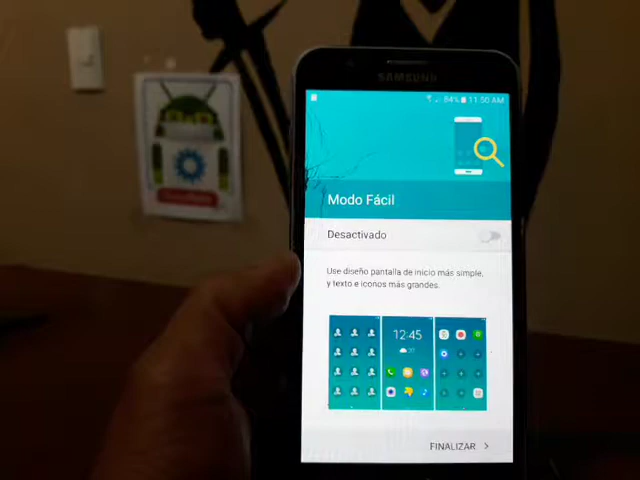 SAMSUNG
84% 11:50 AM
Modo Fácil
Desactivado
Use diseño pantalla de inicio más simple,
y texto e iconos más grandes.
12:45
FINALIZAR >